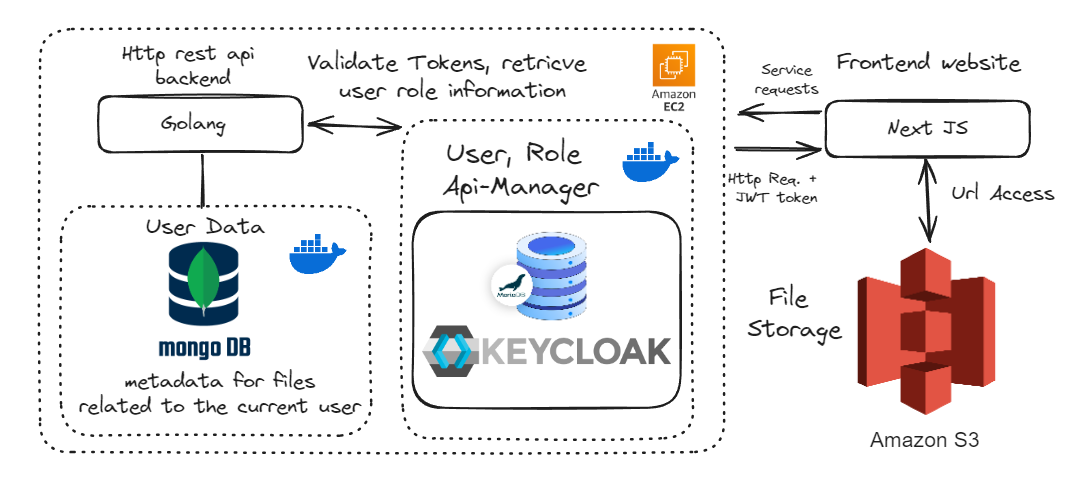 Http rest api
backend
Golang
Validate Tokens, retricve
user role information
Amazon
EC2
User, Role
Api-Manager
MariaDB
KEYCLOAK
User Data
mongo DB
metadata for files
related to the current user
Service
requests
Http Req. +
JWT token
Frontend website
Next JS
Url Access
File
Storage
Amazon S3